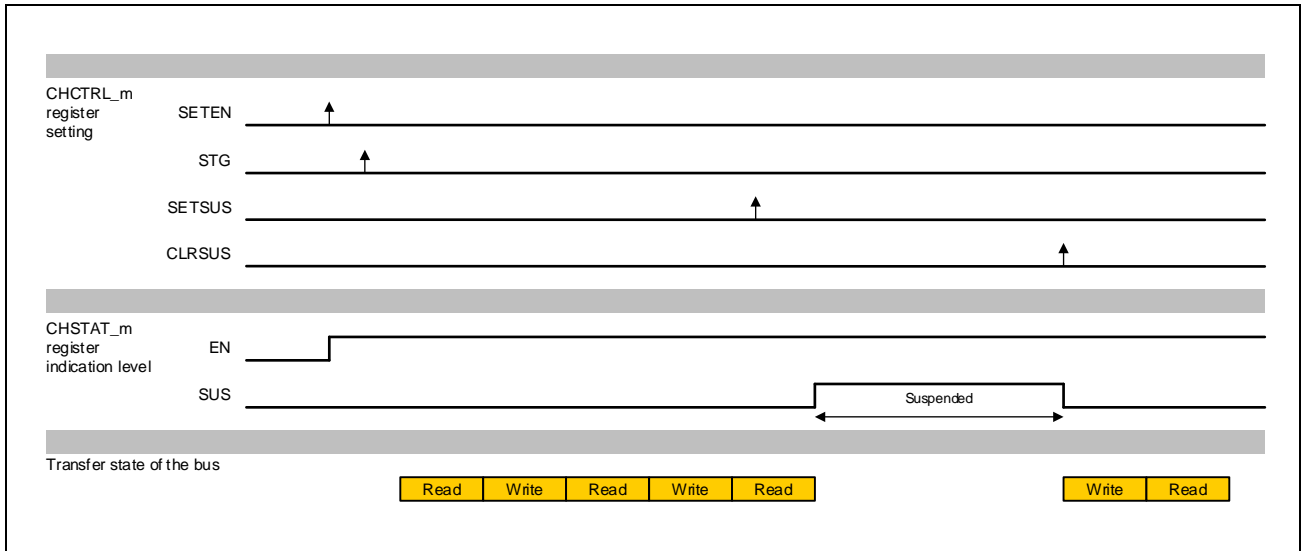 CHCTRL_m
register
setting
SETEN
STG
SETSUS
CLRSUS
CHSTAT_m
register
indication level
EN
SUS
Suspended
Transfer state of the bus
Read Write Read Write Read Write Read